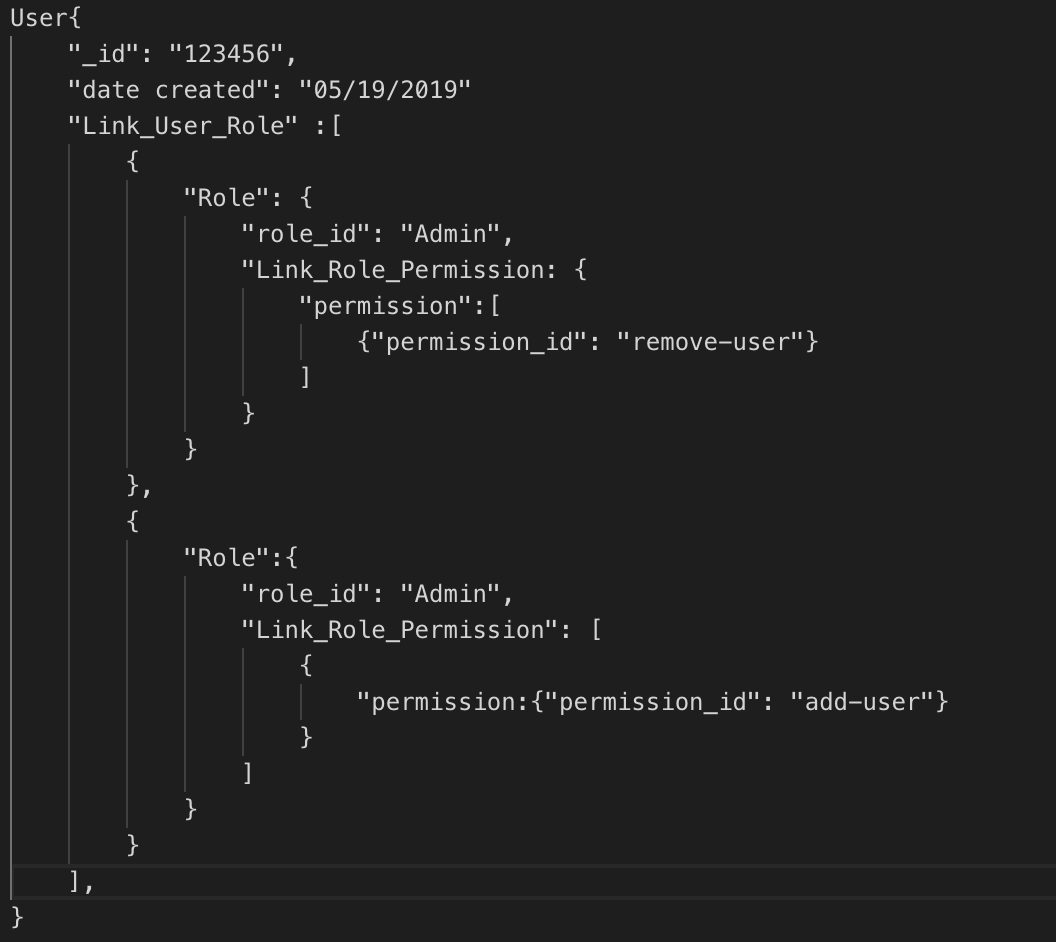 User{
    "_id": "123456",
    "date created": "05/19/2019"
    "Link_User_Role" :[
        {
            "Role": {
                "role_id": "Admin",
                "Link_Role_Permission: {
                    "permission":[
                        {"permission_id": "remove-user"}
                    ]
                }
            }
        },
        {
            "Role":{
                "role_id": "Admin",
                "Link_Role_Permission": [
                    {
                        "permission:{"permission_id": "add-user"}
                    }
                ]
            }
        }
    ],
}